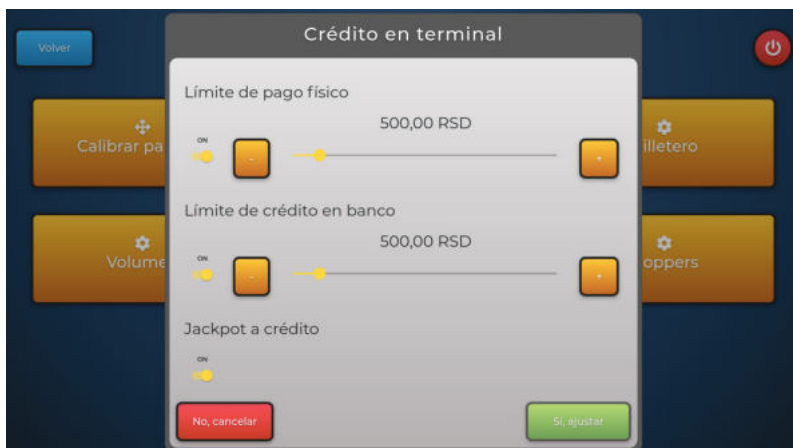 Volver
Crédito en terminal
Calibrar pa
illetero
Volume
oppers
Límite de pago físico
500,00 RSD
ON
-
+
Límite de crédito en banco
500,00 RSD
ON
-
+
Jackpot a crédito
ON
No, cancelar
Sí, ajustar